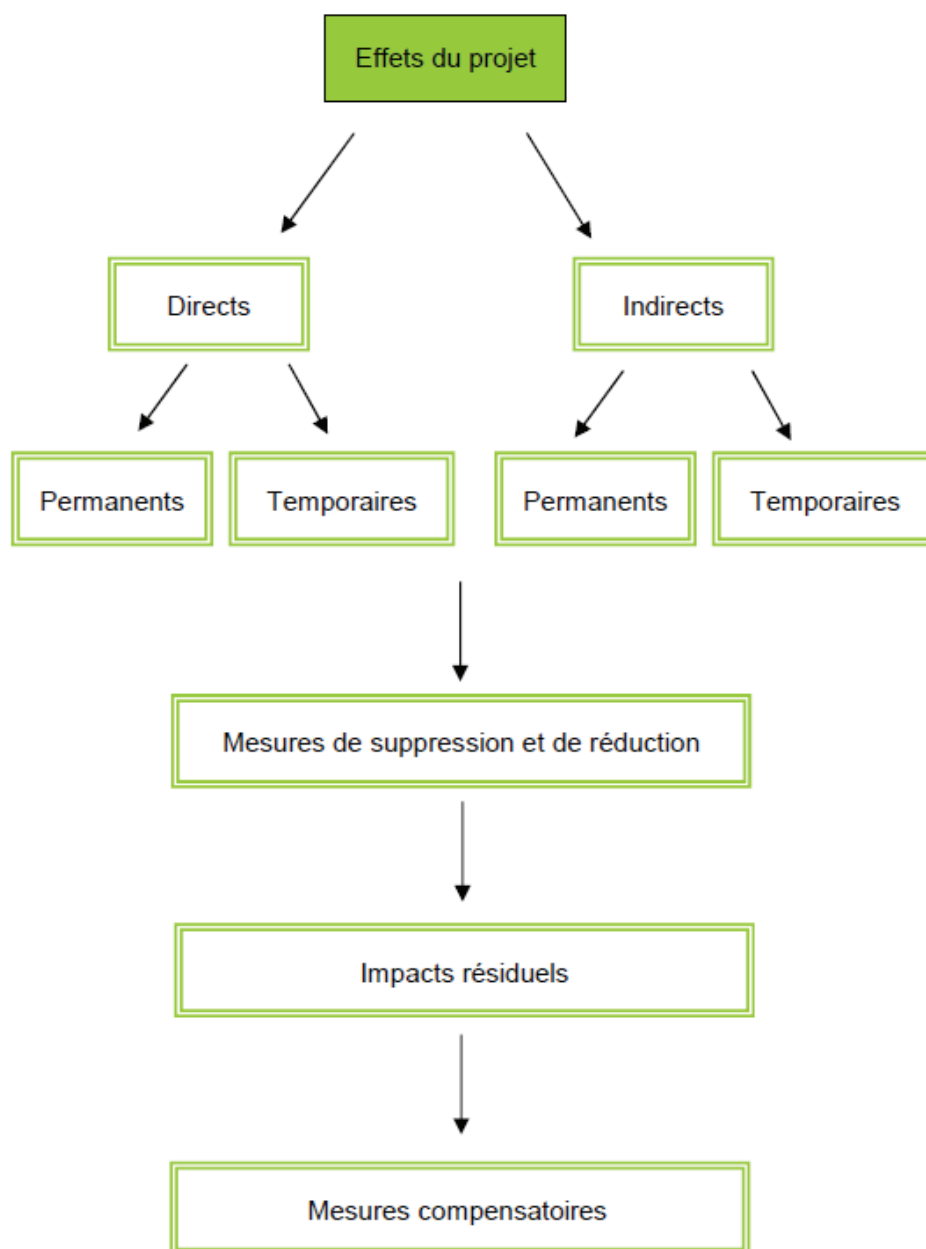 Effets du projet
Directs
Indirects
Permanents
Temporaires
Permanents
Temporaires
Mesures de suppression et de réduction
Impacts résiduels
Mesures compensatoires